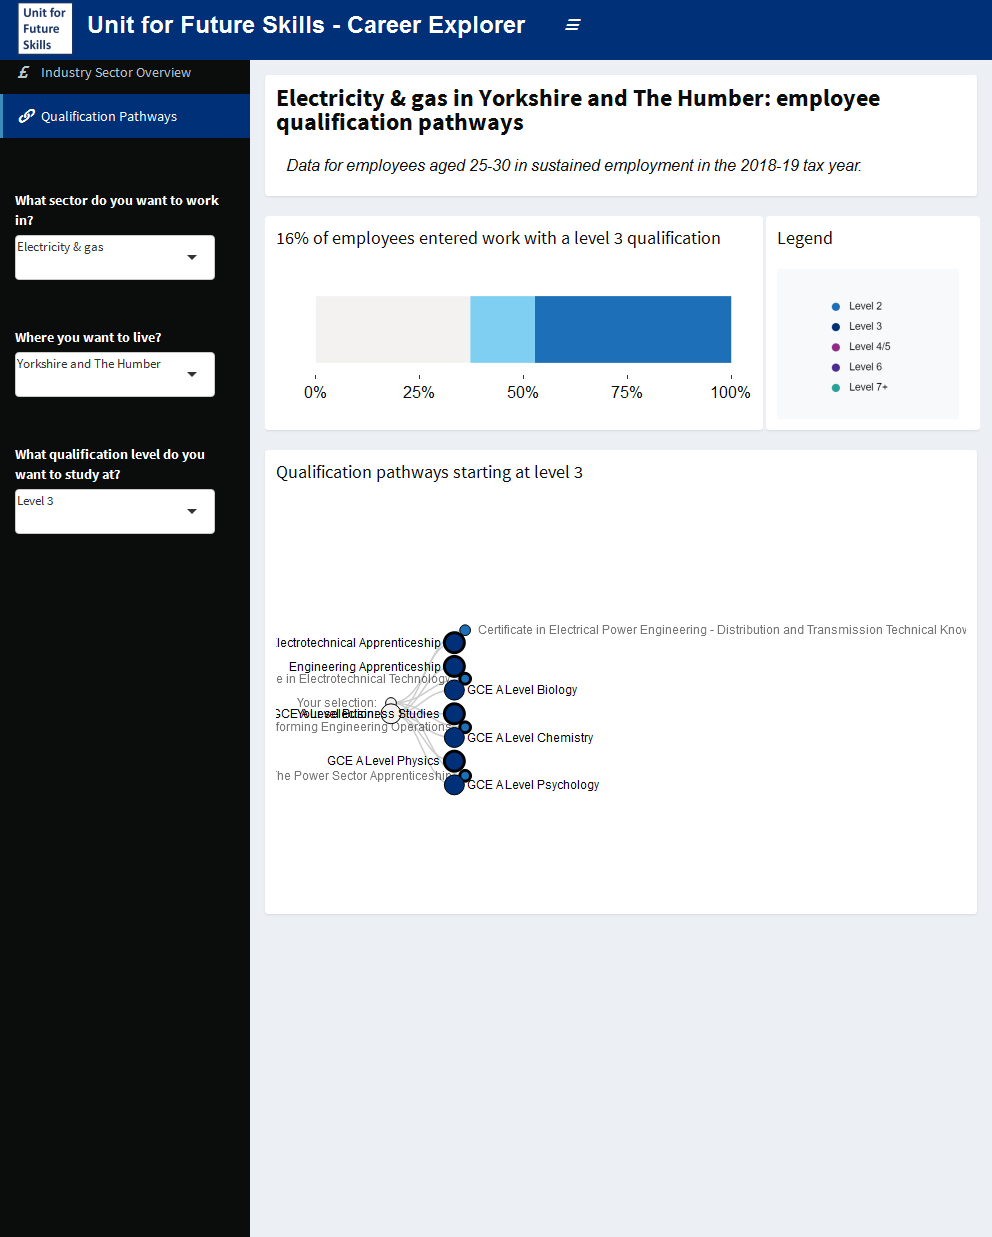 Unit for
Future
Skills
Unit for Future Skills - Career Explorer
Industry Sector Overview
Qualification Pathways
What sector do you want to work
in?
Electricity & gas
Where you want to live?
Yorkshire and The Humber
What qualification level do you
want to study at?
Level 3
Electricity & gas in Yorkshire and The Humber: employee
qualification pathways
Data for employees aged 25-30 in sustained employment in the 2018-19 tax year.
16% of employees entered work with a level 3 qualification
0% 25% 50% 75% 100%
Legend
Level 2
Level 3
Level 4/5
Level 6
Level 7+
Qualification pathways starting at level 3
Certificate in Electrical Power Engineering - Distribution and Transmission Technical
Apprenticeship
Engineering Apprenticeship
e in Electrotechnical Technology
GCE A Level Biology
Your selection:
GCE A Level Business Studies
Engineering Operations
GCE A Level Chemistry
GCE A Level Physics
The Power Sector Apprenticeship
GCE A Level Psychology